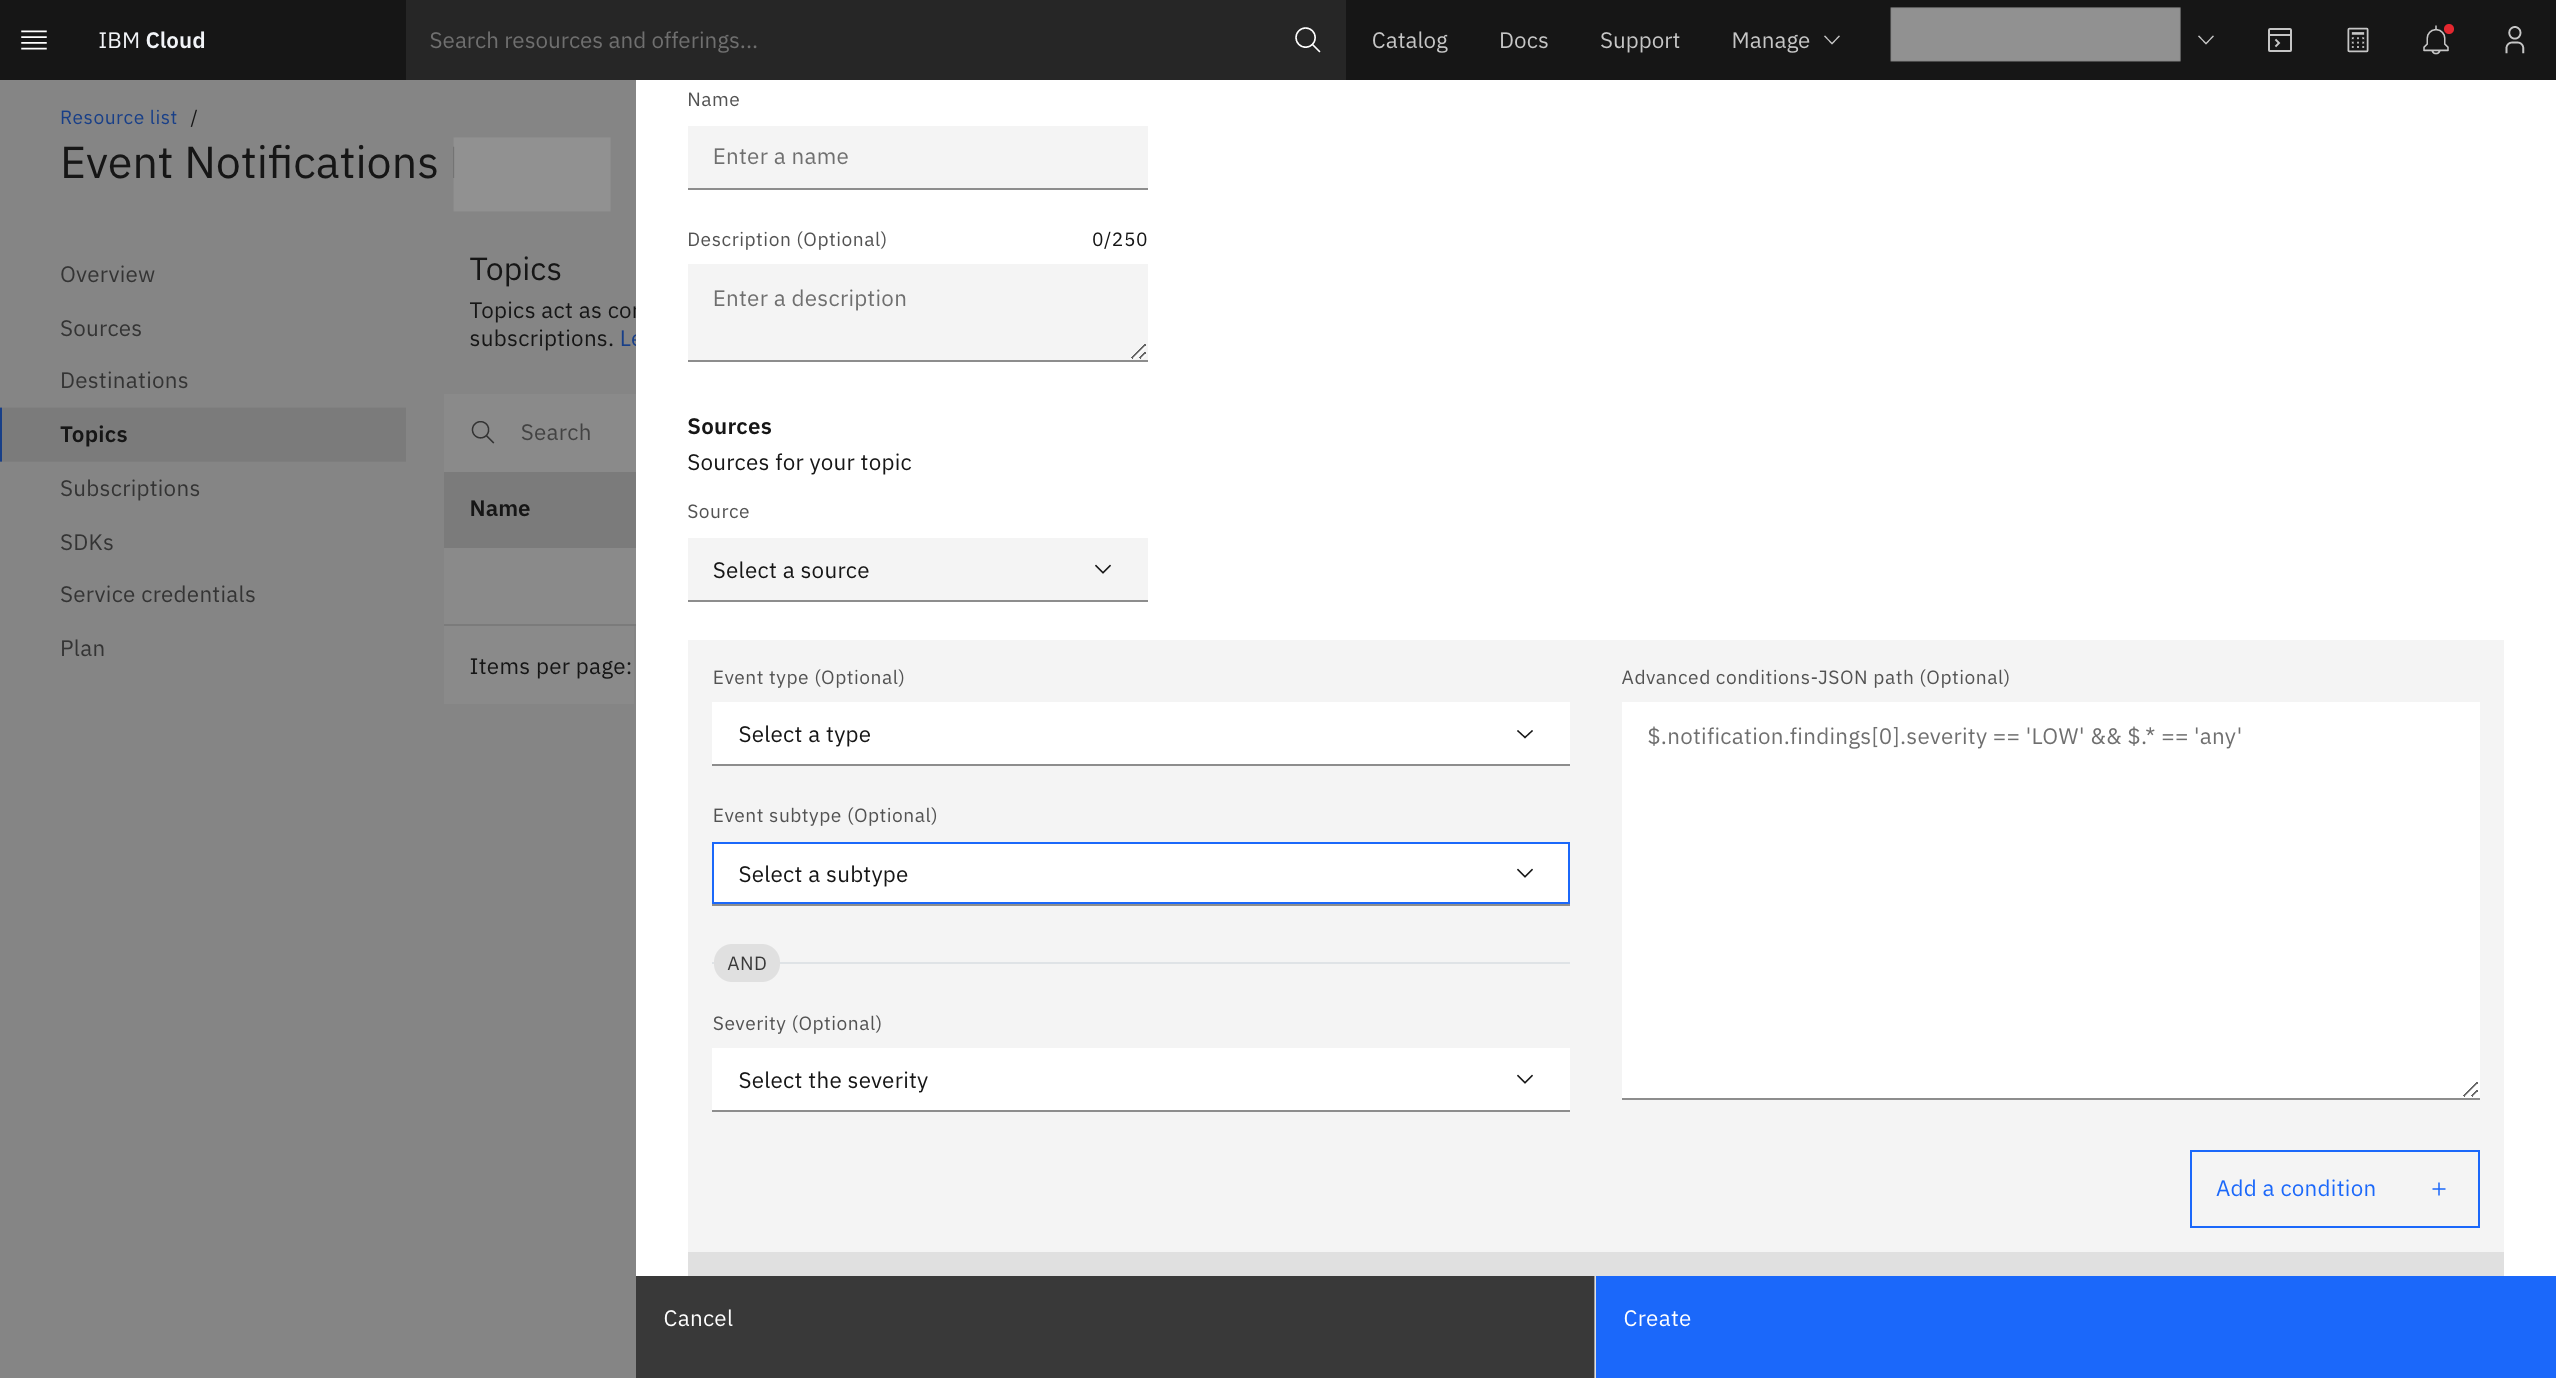 IBM Cloud
Search resources and offerings...
Catalog
Docs
Support
Manage
Resource list /
Event Notifications
Overview
Sources
Destinations
Topics
Subscriptions
SDKs
Service credentials
Plan
Topics
Topics act as
subscriptions.
Search
Name
Items per page:
Name
Enter a name
Description (Optional)
0/250
Enter a description
Sources
Sources for your topic
Source
Select a source
Event type (Optional)
Select a type
Event subtype (Optional)
Select a subtype
AND
Severity (Optional)
Select the severity
Advanced conditions-JSON path (Optional)
$.notification.findings[0].severity == 'LOW' && $.* == 'any'
Add a condition +
Cancel
Create